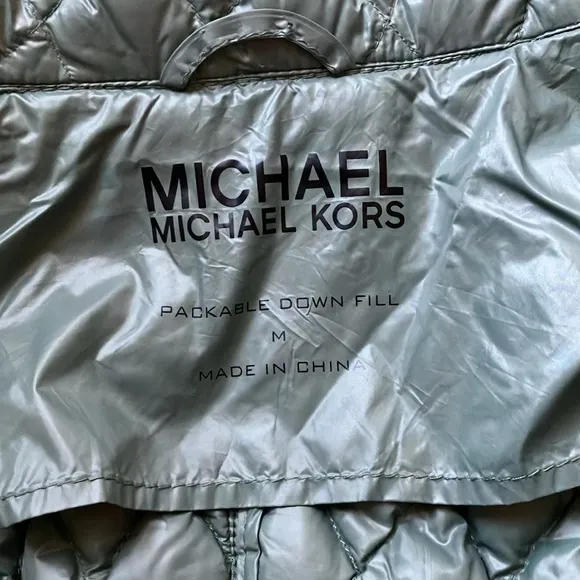 MICHAEL
MICHAEL KORS
PACKABLE DOWN FILL
M
MADE IN CHINA